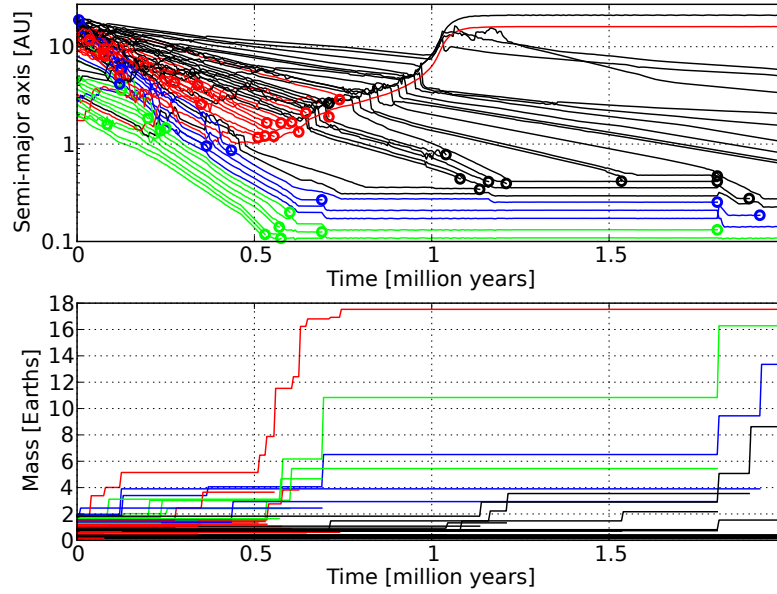 Semi-major axis [AU]
10
1
0.1
0 0.5 1 1.5
Time [million years]
Mass [Earths]
18
16
14
12
10
8
6
4
2
0
0 0.5 1 1.5
Time [million years]